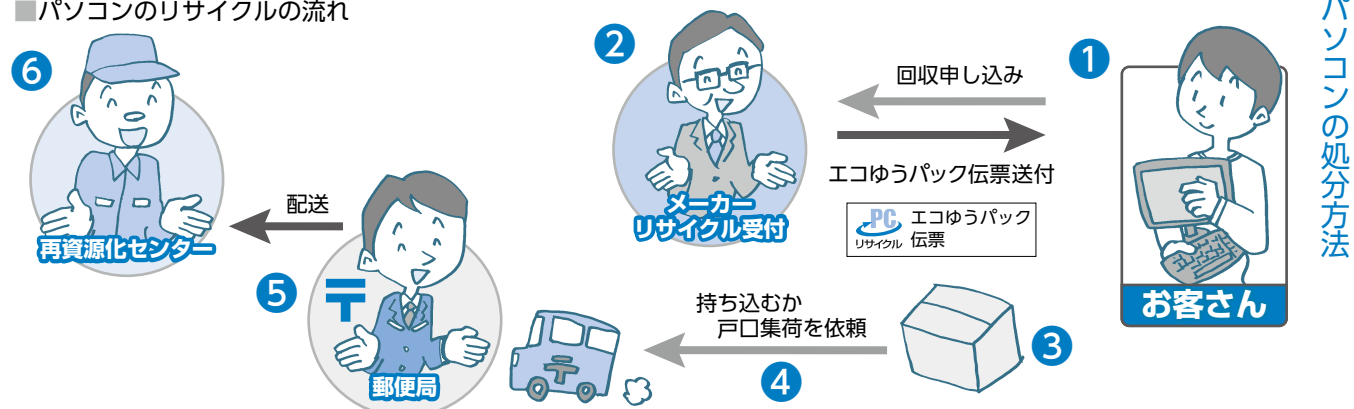 ■パソコンのリサイクルの流れ
パソコンの処分方法
1
お客さん
回収申し込み
エコゆうパック伝票送付
PC
リサイクル
エコゆうパック
伝票
2
メーカー
リサイクル受付
3
持ち込むか
戸口集荷を依頼
4
5
〒
郵便局
配送
6
再資源化センター